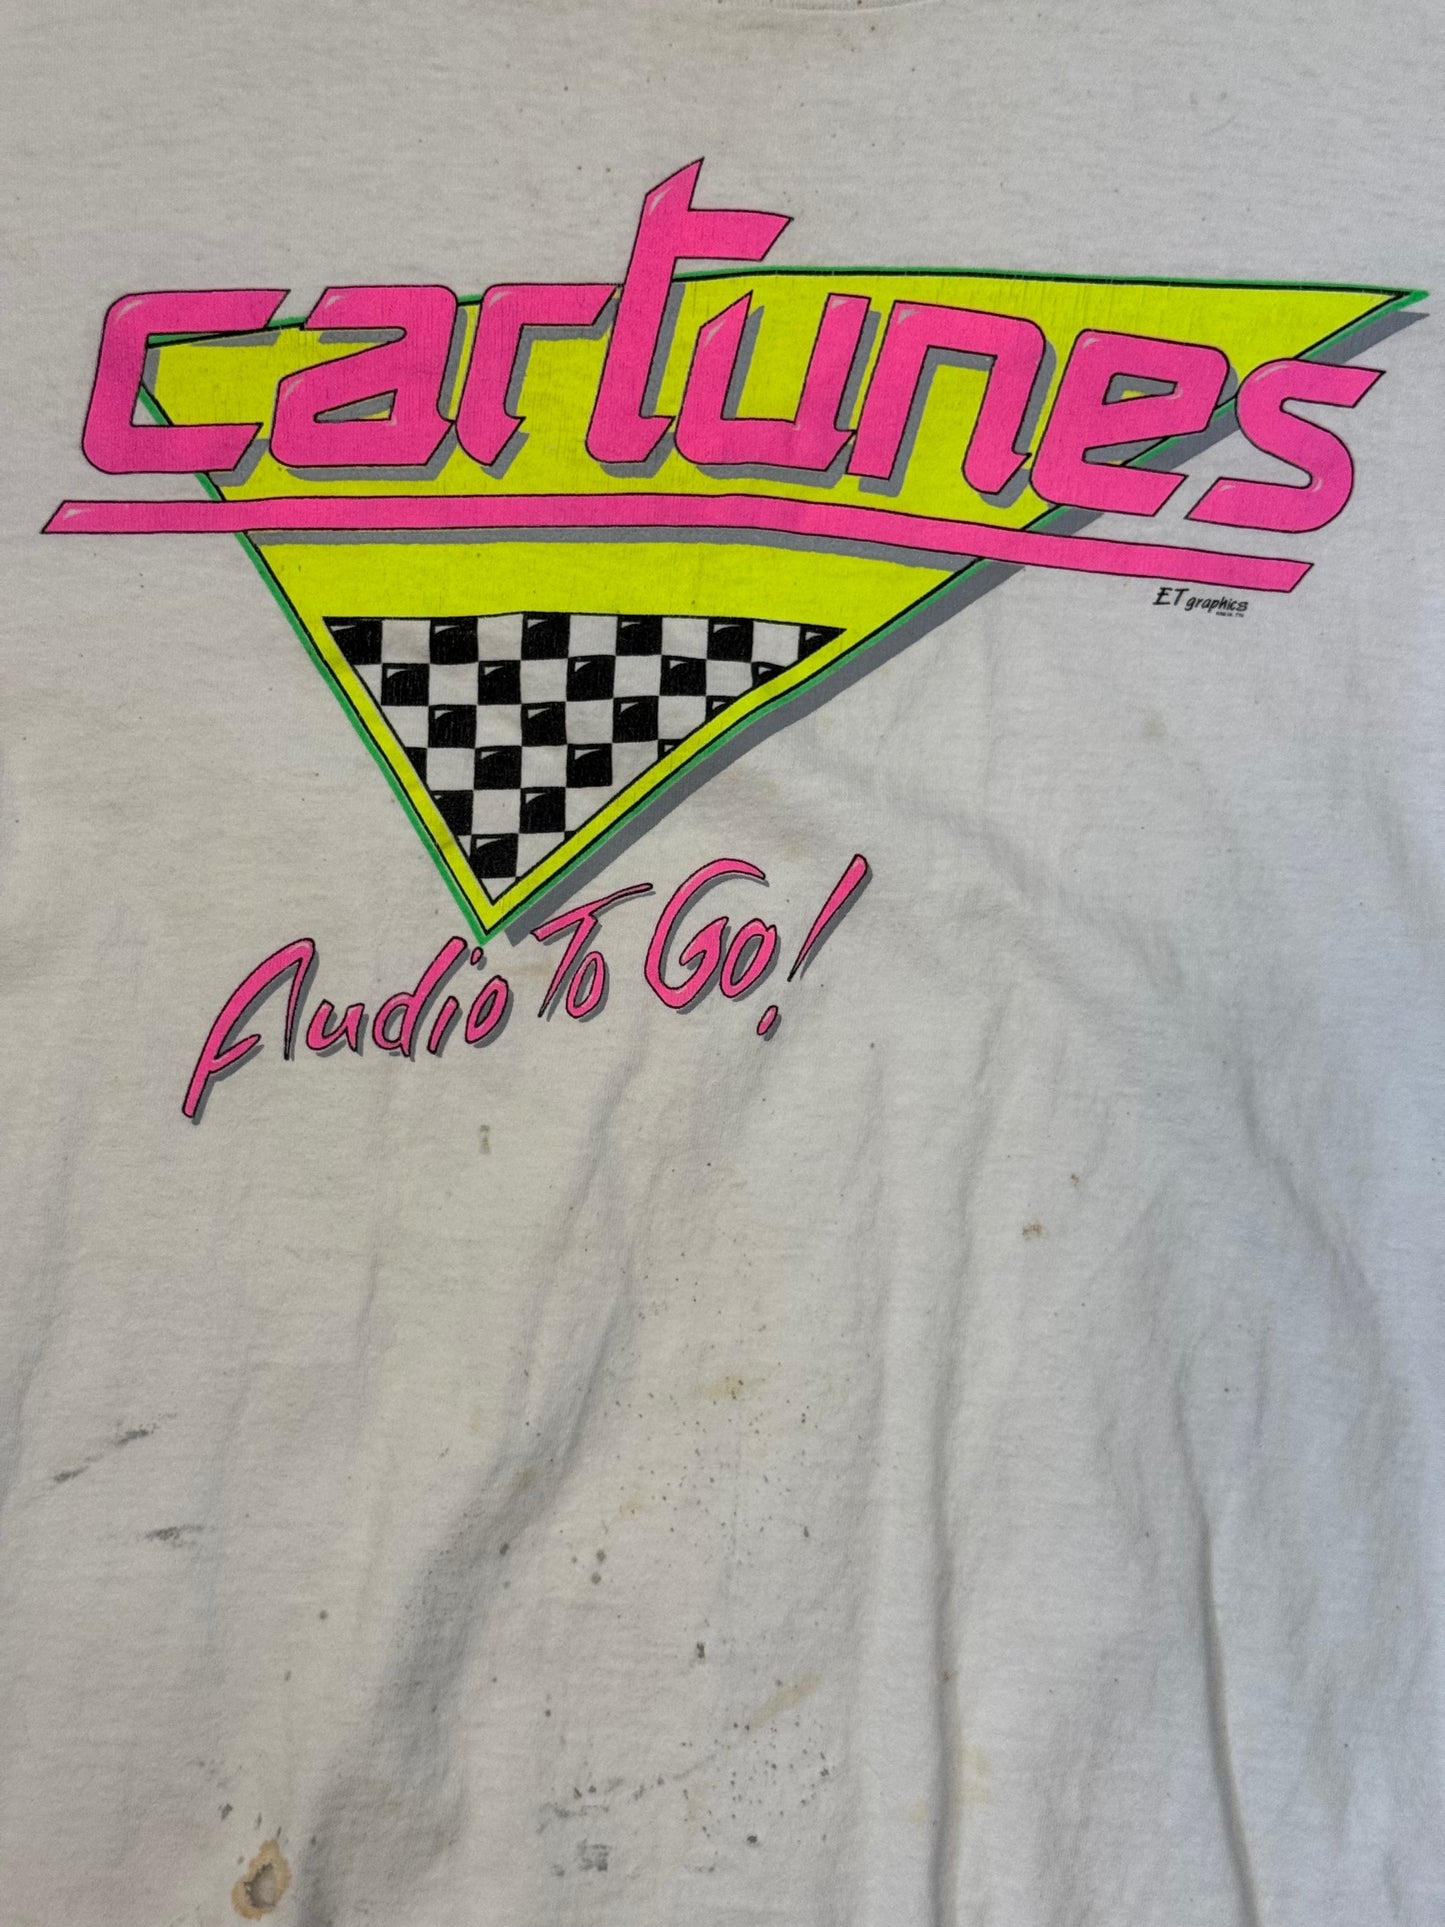 cartunes
ET graphics
Audio To Go!